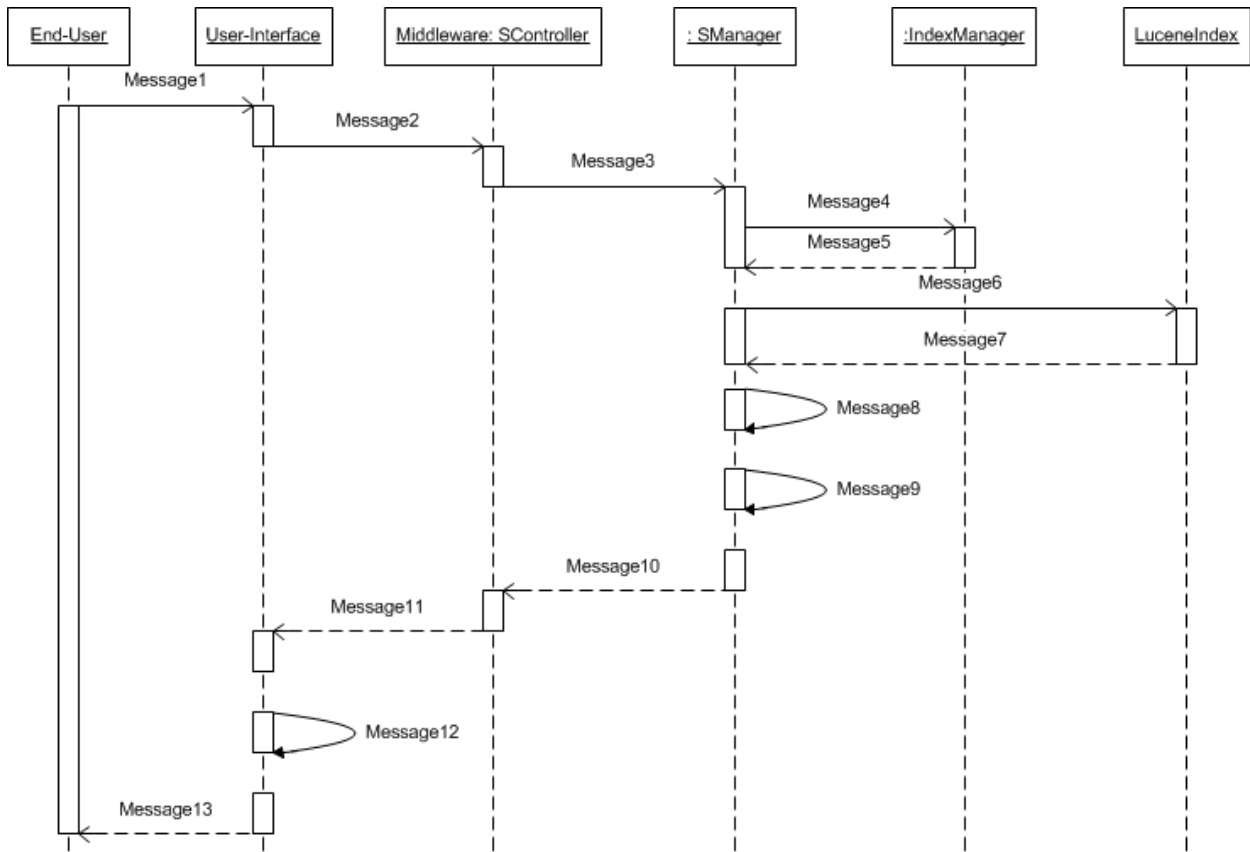 End-User
User-Interface
Middleware: SController
: SManager
:IndexManager
LuceneIndex
Message1
Message2
Message3
Message4
Message5
Message6
Message7
Message8
Message9
Message10
Message11
Message12
Message13